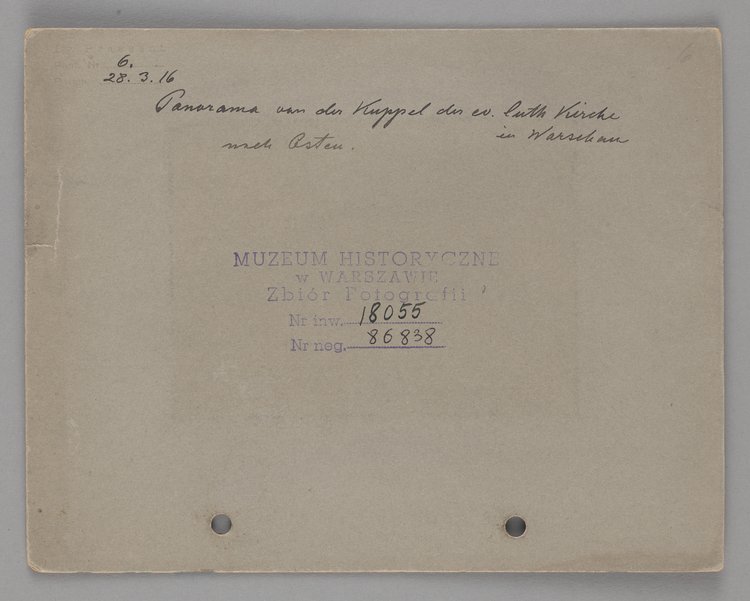 6.
28. 3. 16
6
Panorama von der Kuppel der ev. luth Kirche
in Warschau
nach Osten.
MUZEUM HISTORYCZNE
w WARSZAWIE
Zbiór Fotografii
Nr inw. 18055
Nr neg. 86838